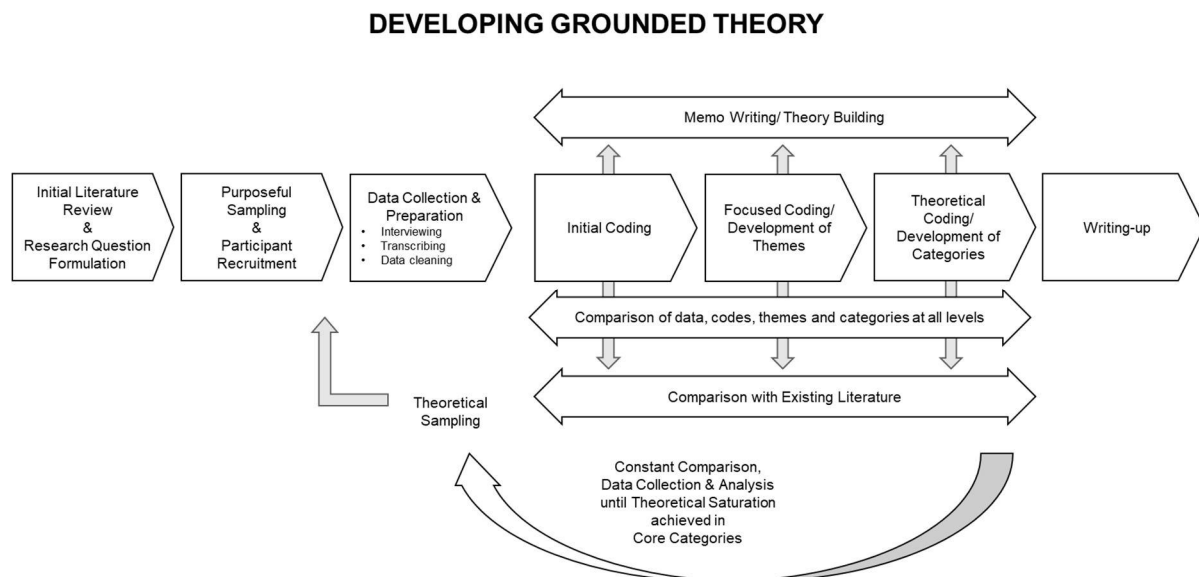 DEVELOPING GROUNDED THEORY
Memo Writing/ Theory Building
Initial Literature
Review
&
Research Question
Formulation
Purposeful
Sampling
&
Participant
Recruitment
Data Collection &
Preparation
• Interviewing
• Transcribing
• Data cleaning
Initial Coding
Focused Coding/
Development of
Themes
Theoretical
Coding/
Development of
Categories
Writing-up
Comparison of data, codes, themes and categories at all levels
Comparison with Existing Literature
Theoretical
Sampling
Constant Comparison,
Data Collection & Analysis
until Theoretical Saturation
achieved in
Core Categories